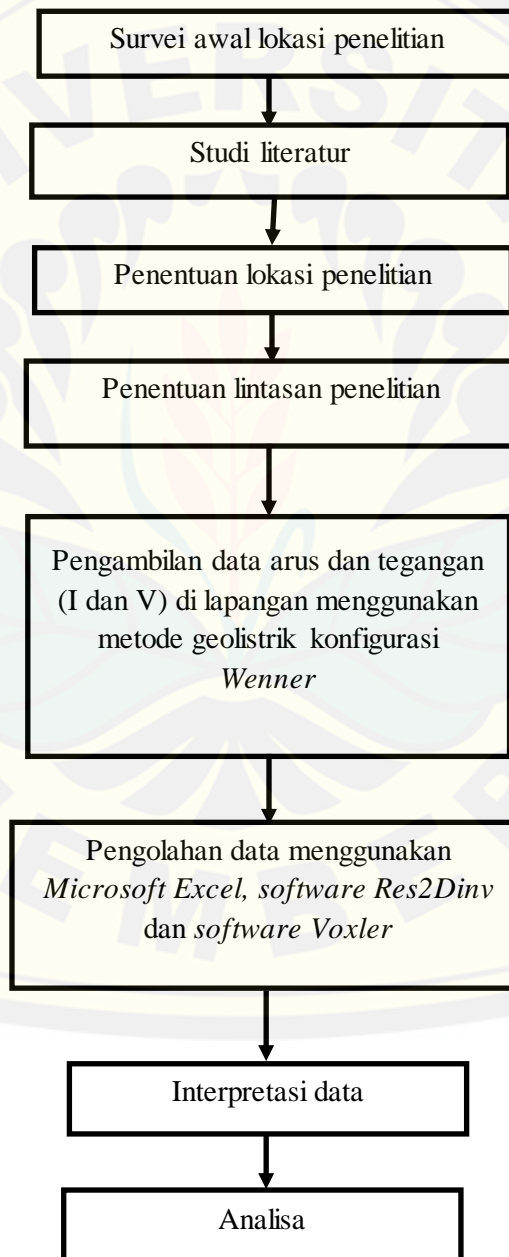 Survei awal lokasi penelitian
Studi literatur
Penentuan lokasi penelitian
Penentuan lintasan penelitian
Pengambilan data arus dan tegangan
(I dan V) di lapangan menggunakan
metode geolistrik konfigurasi
Wenner
Pengolahan data menggunakan
Microsoft Excel, software Res2Dinv
dan software Voxler
Interpretasi data
Analisa